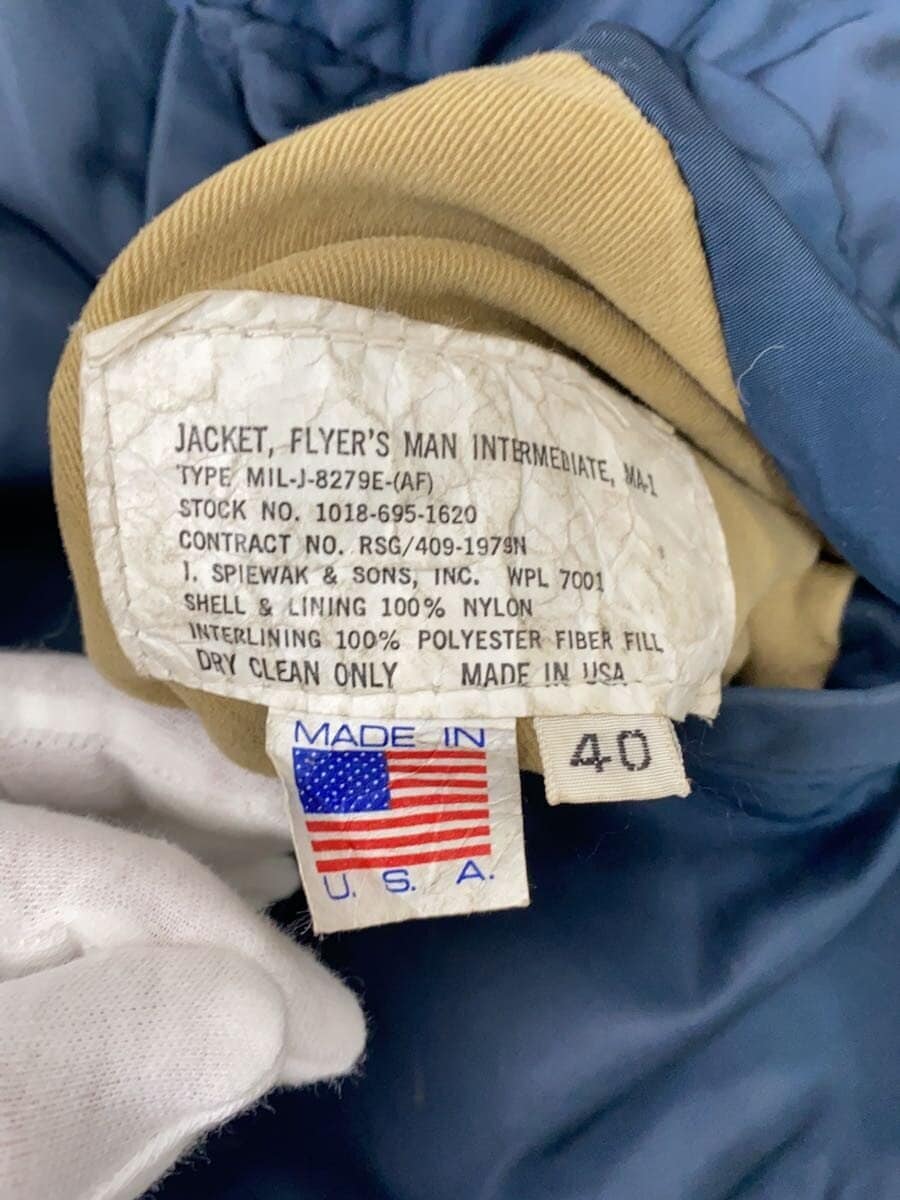 JACKET, FLYER'S MAN INTERMEDIATE, MA-1
TYPE MIL-J-8279E-(AF)
STOCK NO. 1018-695-1620
CONTRACT NO. RSG/409-1979N
I. SPIEWAK & SONS, INC. WPL 7001
SHELL & LINING 100% NYLON
INTERLINING 100% POLYESTER FIBER FILL
DRY CLEAN ONLY MADE IN USA
MADE IN
U. S. A.
40